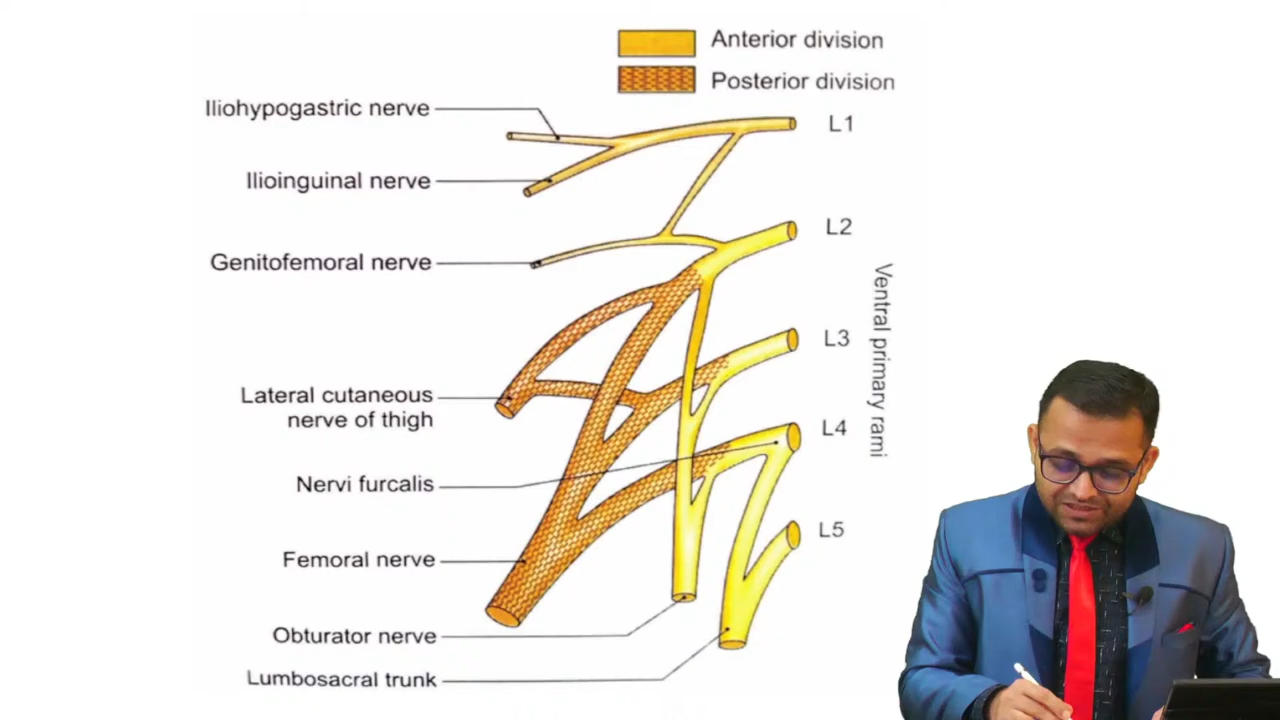 Anterior division
Posterior division
Iliohypogastric nerve
L1
Ilioinguinal nerve
L2
Genitofemoral nerve
Ventral primary rami
L3
Lateral cutaneous
nerve of thigh
L4
Nervi furcalis
L5
Femoral nerve
Obturator nerve
Lumbosacral trunk